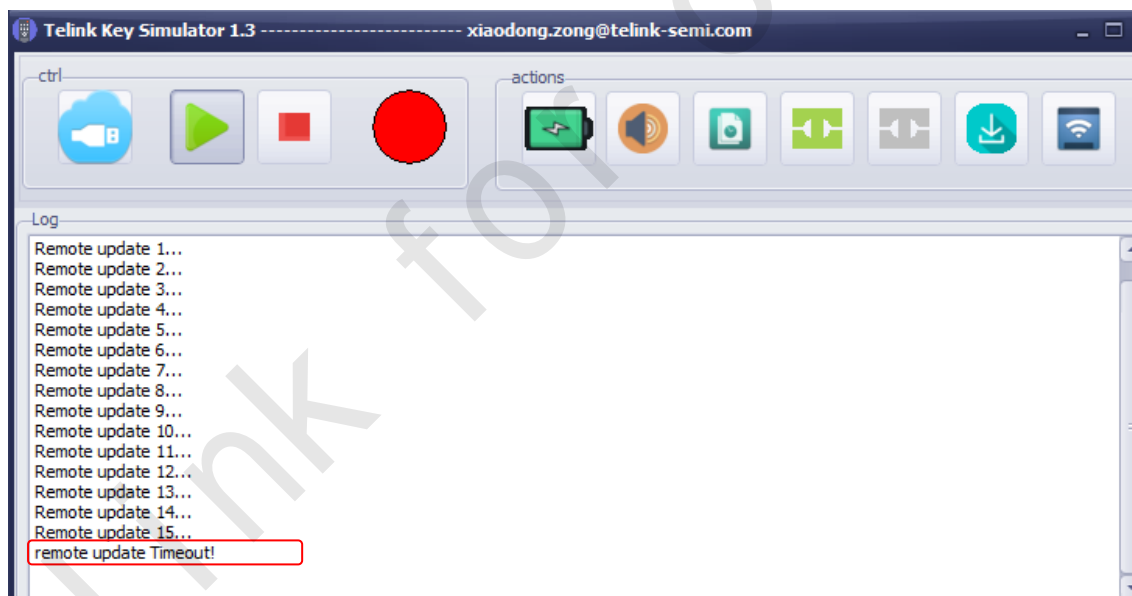 Telink Key Simulator 1.3 -------------------------- xiaodong.zong@telink-semi.com
ctrl
actions
Log
Remote update 1...
Remote update 2...
Remote update 3...
Remote update 4...
Remote update 5...
Remote update 6...
Remote update 7...
Remote update 8...
Remote update 9...
Remote update 10...
Remote update 11...
Remote update 12...
Remote update 13...
Remote update 14...
Remote update 15...
remote update Timeout!
ink for